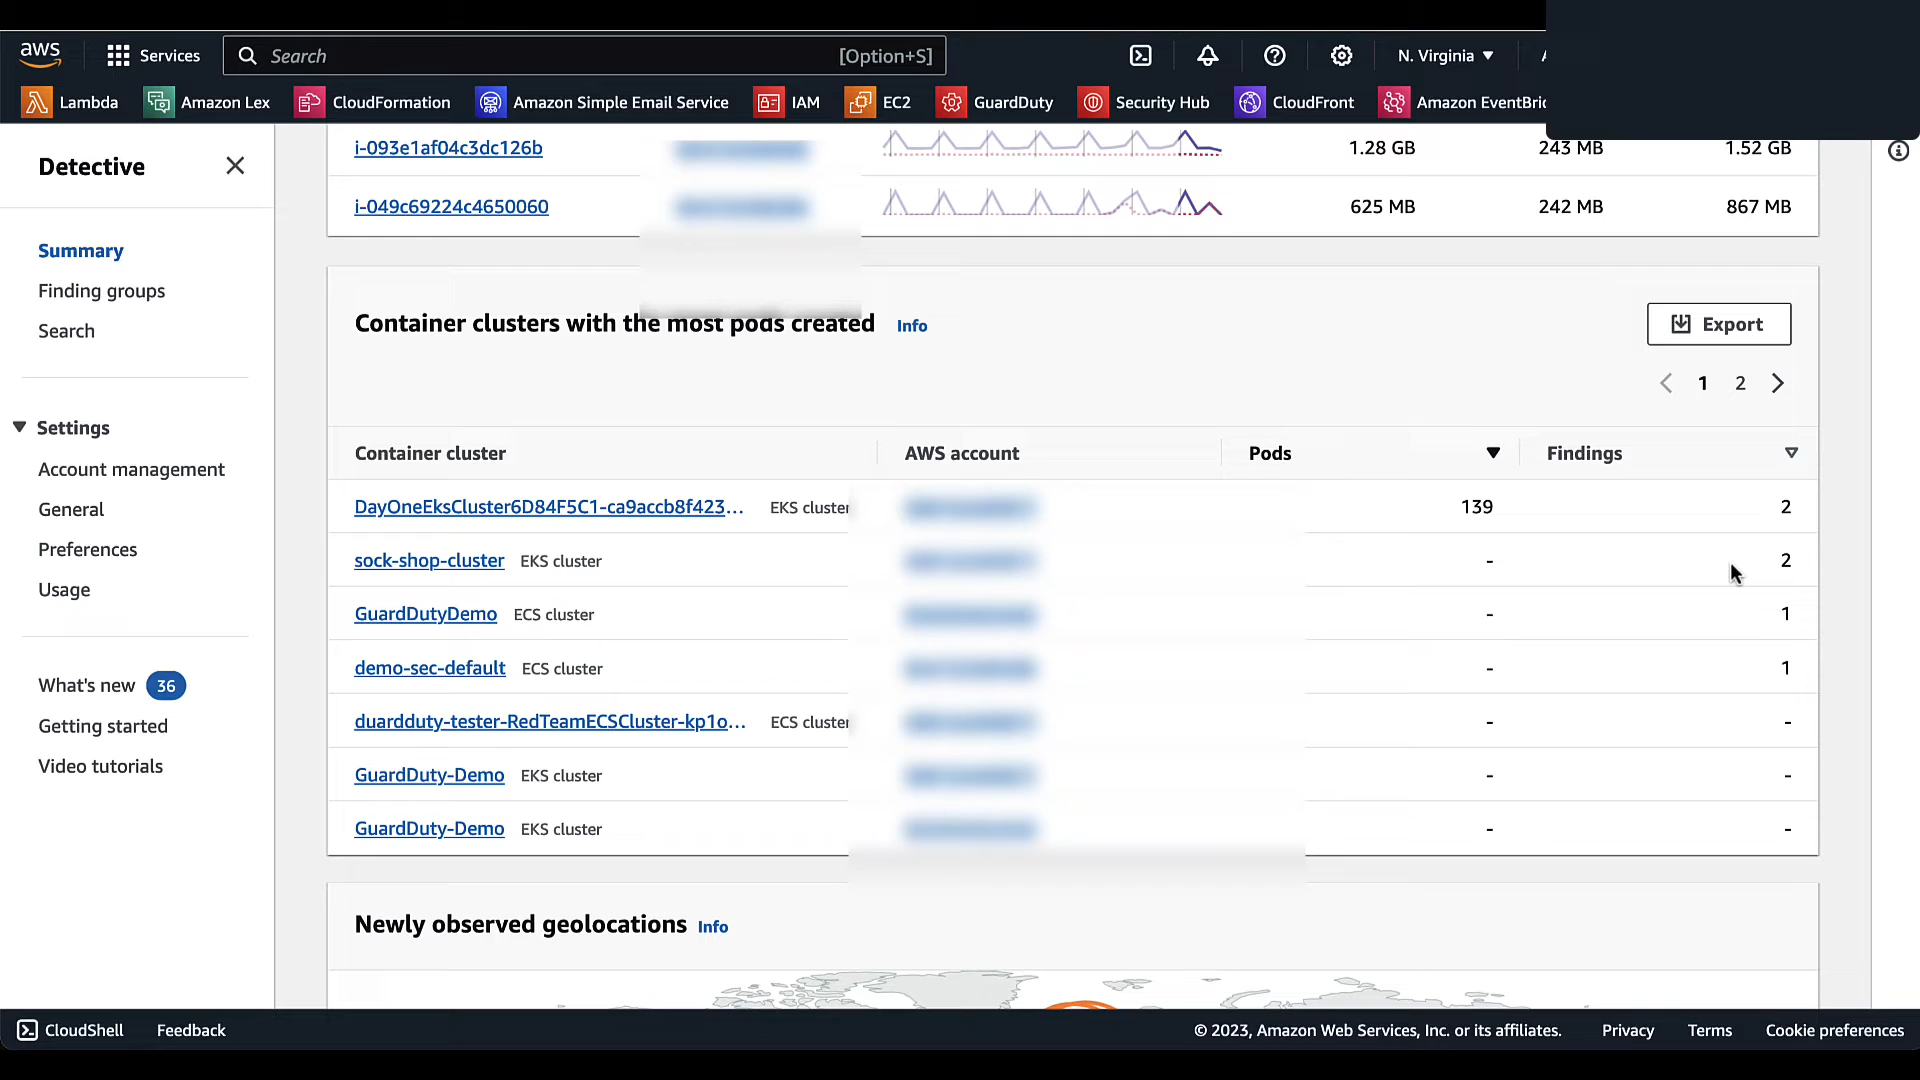 aws
Services
Search
[Option+S]
N. Virginia ▼
Lambda
Amazon Lex
CloudFormation
Amazon Simple Email Service
IAM
EC2
GuardDuty
Security Hub
CloudFront
Amazon EventBri
Detective
Summary
Finding groups
Search
Settings
Account management
General
Preferences
Usage
What's new 36
Getting started
Video tutorials
i-093e1af04c3dc126b 1.28 GB 243 MB 1.52 GB
i-049c69224c4650060 625 MB 242 MB 867 MB
Container clusters with the most pods created Info
Export
1 2
Container cluster AWS account Pods Findings
DayOneEksCluster6D84F5C1-ca9accb8f423... EKS cluster 139 2
sock-shop-cluster EKS cluster - 2
GuardDutyDemo ECS cluster - 1
demo-sec-default ECS cluster - 1
duardduty-tester-RedTeamECSCluster-kp1o... ECS cluster - -
GuardDuty-Demo EKS cluster - -
GuardDuty-Demo EKS cluster - -
Newly observed geolocations Info
CloudShell
Feedback
© 2023, Amazon Web Services, Inc. or its affiliates.
Privacy
Terms
Cookie preferences